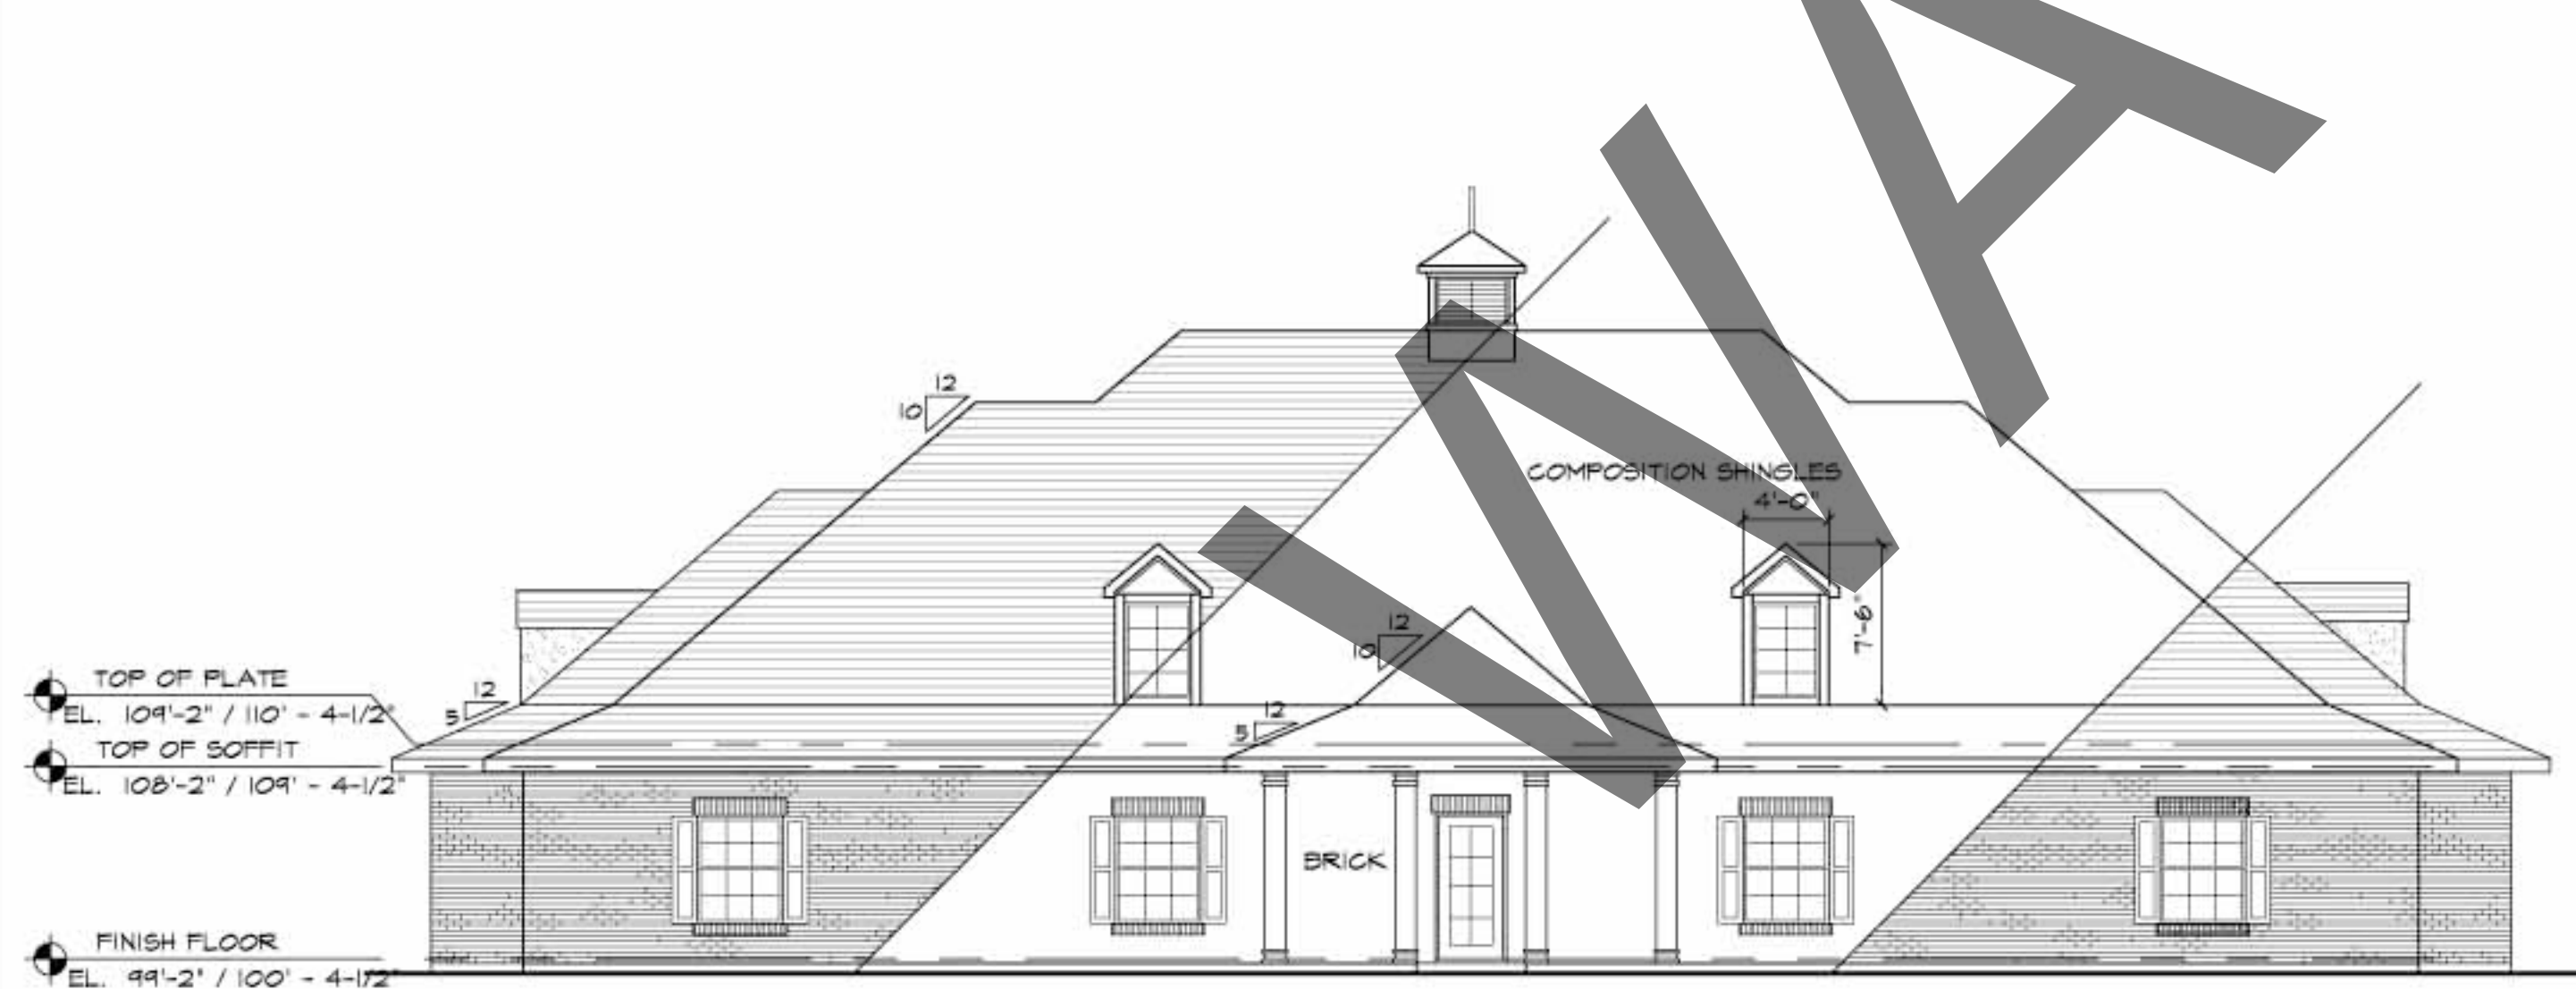 12
10
COMPOSITION SHINGLES
4'-0"
7'-6"
12
10
TOP OF PLATE
EL. 109'-2" / 110' - 4-1/2"
12
5
12
5
TOP OF SOFFIT
EL. 108'-2" / 109' - 4-1/2"
BRICK
FINISH FLOOR
EL. 99'-2" / 100' - 4-1/2"